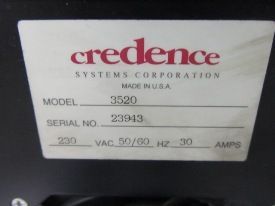 credence
SYSTEMS CORPORATION
MADE IN U.S.A.
MODEL 3520
SERIAL NO. 23943
230 VAC 50/60 HZ 30 AMPS